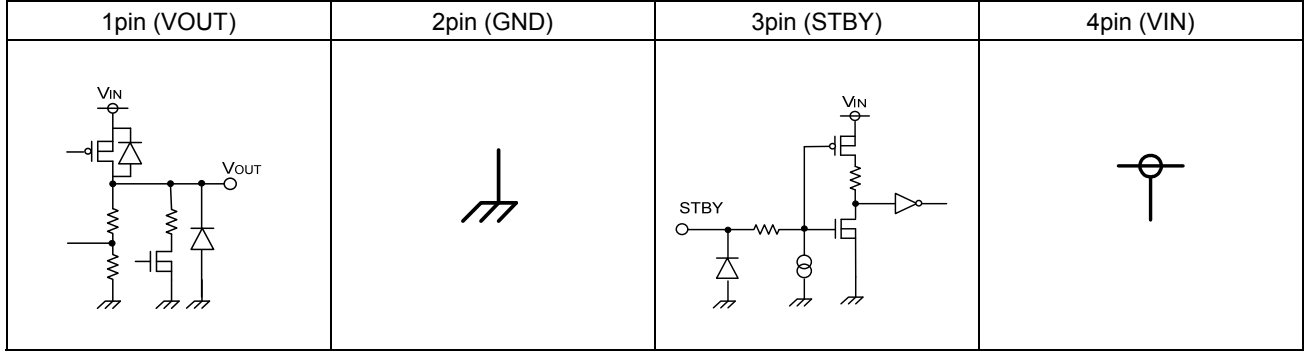 1pin (VOUT)
2pin (GND)
3pin (STBY)
4pin (VIN)
VIN
VOUT
VIN
STBY